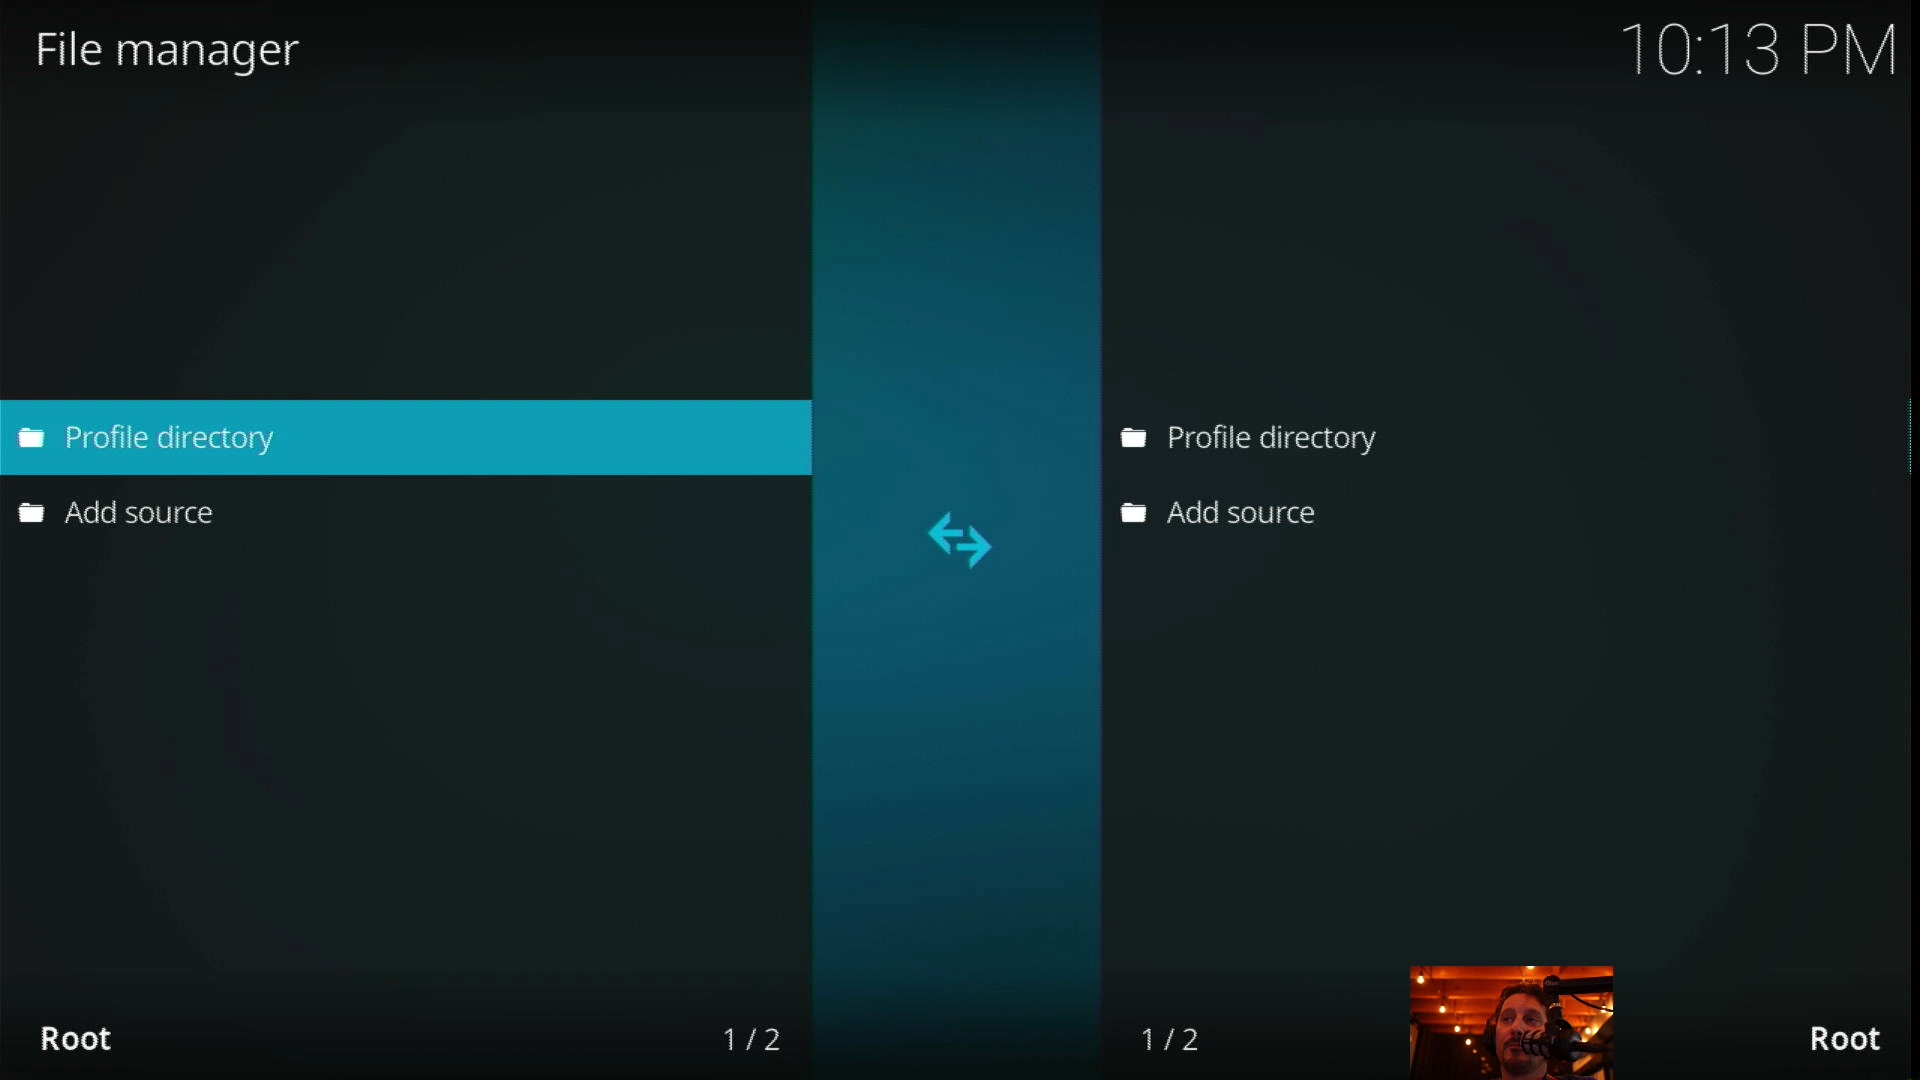 File manager
10:13 PM
Profile directory
Add source
Profile directory
Add source
Root
1 / 2
1 / 2
Root